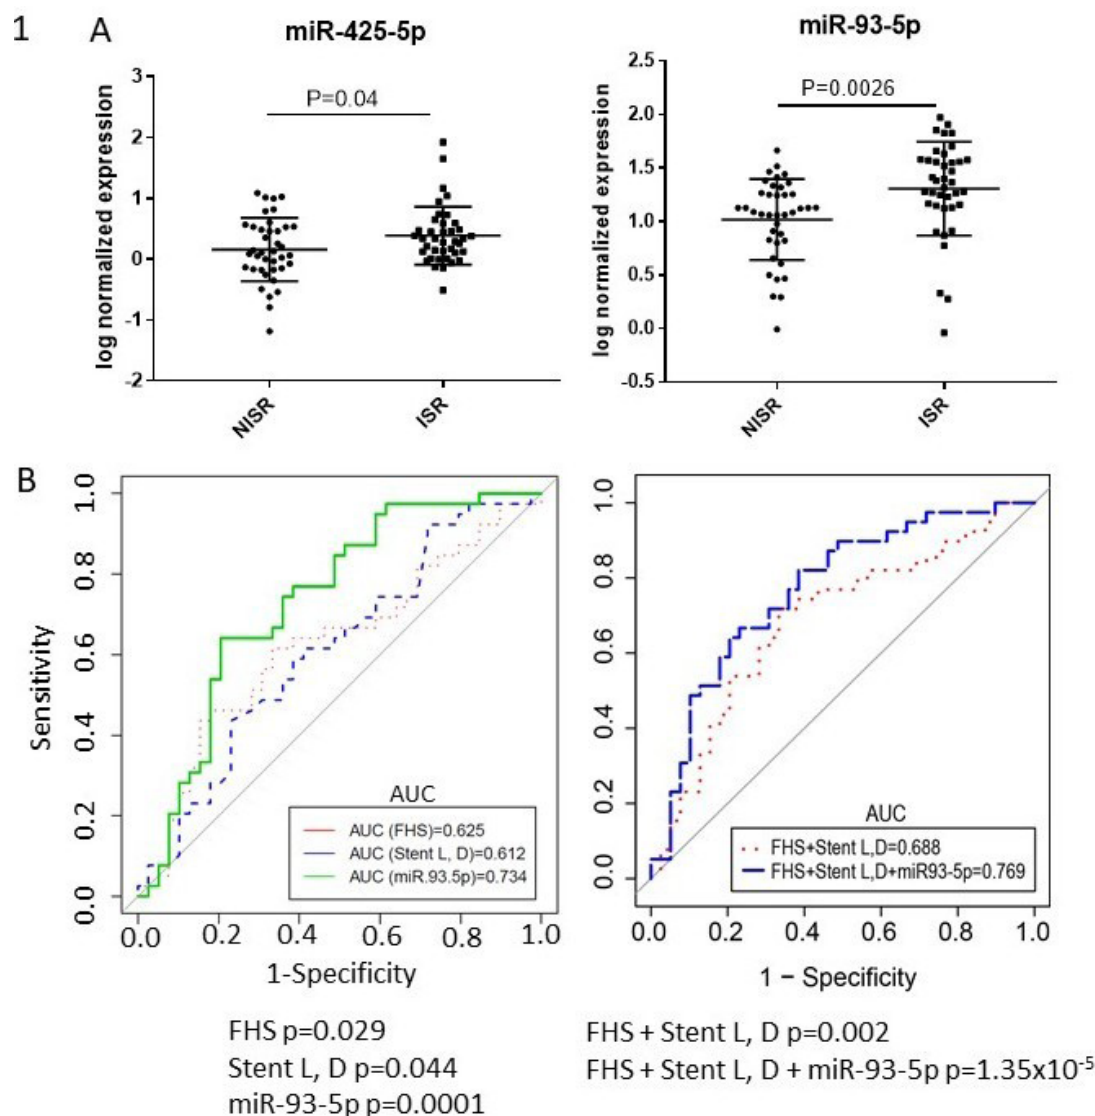 1
A
miR-425-5p
log normalized expression
3
2
1
0
-1
-2
P=0.04
NISR
ISR
miR-93-5p
log normalized expression
2.5
2.0
1.5
1.0
0.5
0.0
-0.5
P=0.0026
NISR
ISR
B
Sensitivity
1.0
0.8
0.6
0.4
0.2
0.0
AUC
AUC (FHS)=0.625
AUC (Stent L, D)=0.612
AUC (miR.93.5p)=0.734
0.0 0.2 0.4 0.6 0.8 1.0
1-Specificity
FHS p=0.029
Stent L, D p=0.044
miR-93-5p p=0.0001
1.0
0.8
0.6
0.4
0.2
0.0
AUC
FHS+Stent L,D=0.688
FHS+Stent L,D+miR93-5p=0.769
0.0 0.2 0.4 0.6 0.8 1.0
1 − Specificity
FHS + Stent L, D p=0.002
FHS + Stent L, D + miR-93-5p p=1.35x10⁻⁵